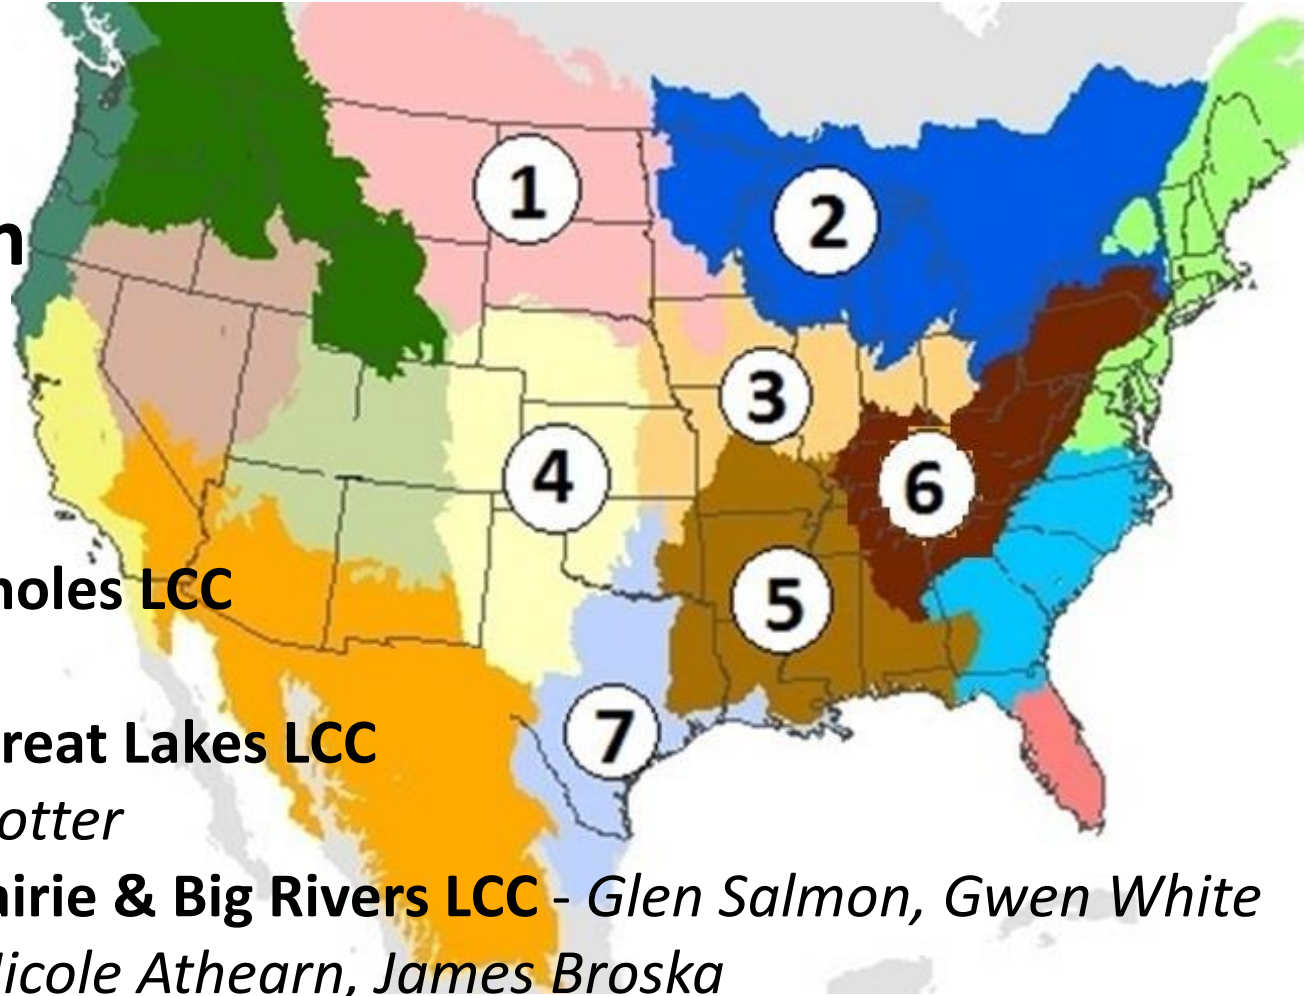 1
2
n
3
4
6
5
holes LCC
7
reat Lakes LCC
otter
airie & Big Rivers LCC - Glen Salmon, Gwen White
Nicole Athearn, James Broska